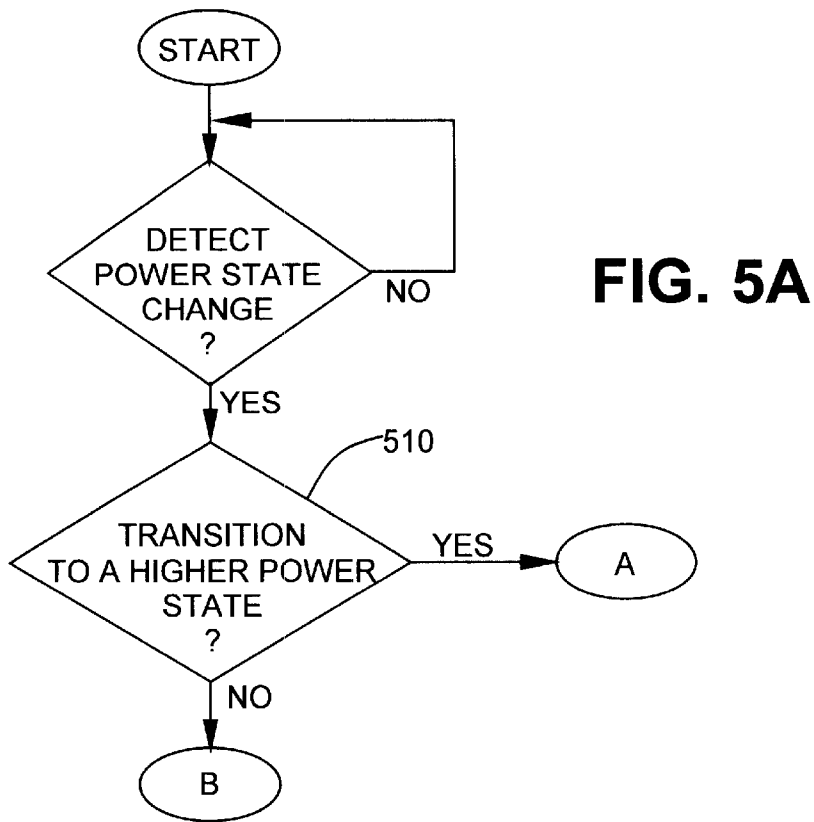 START
DETECT
POWER STATE
CHANGE
?
NO
FIG. 5A
YES
510
TRANSITION
TO A HIGHER POWER
STATE
?
YES
A
NO
B